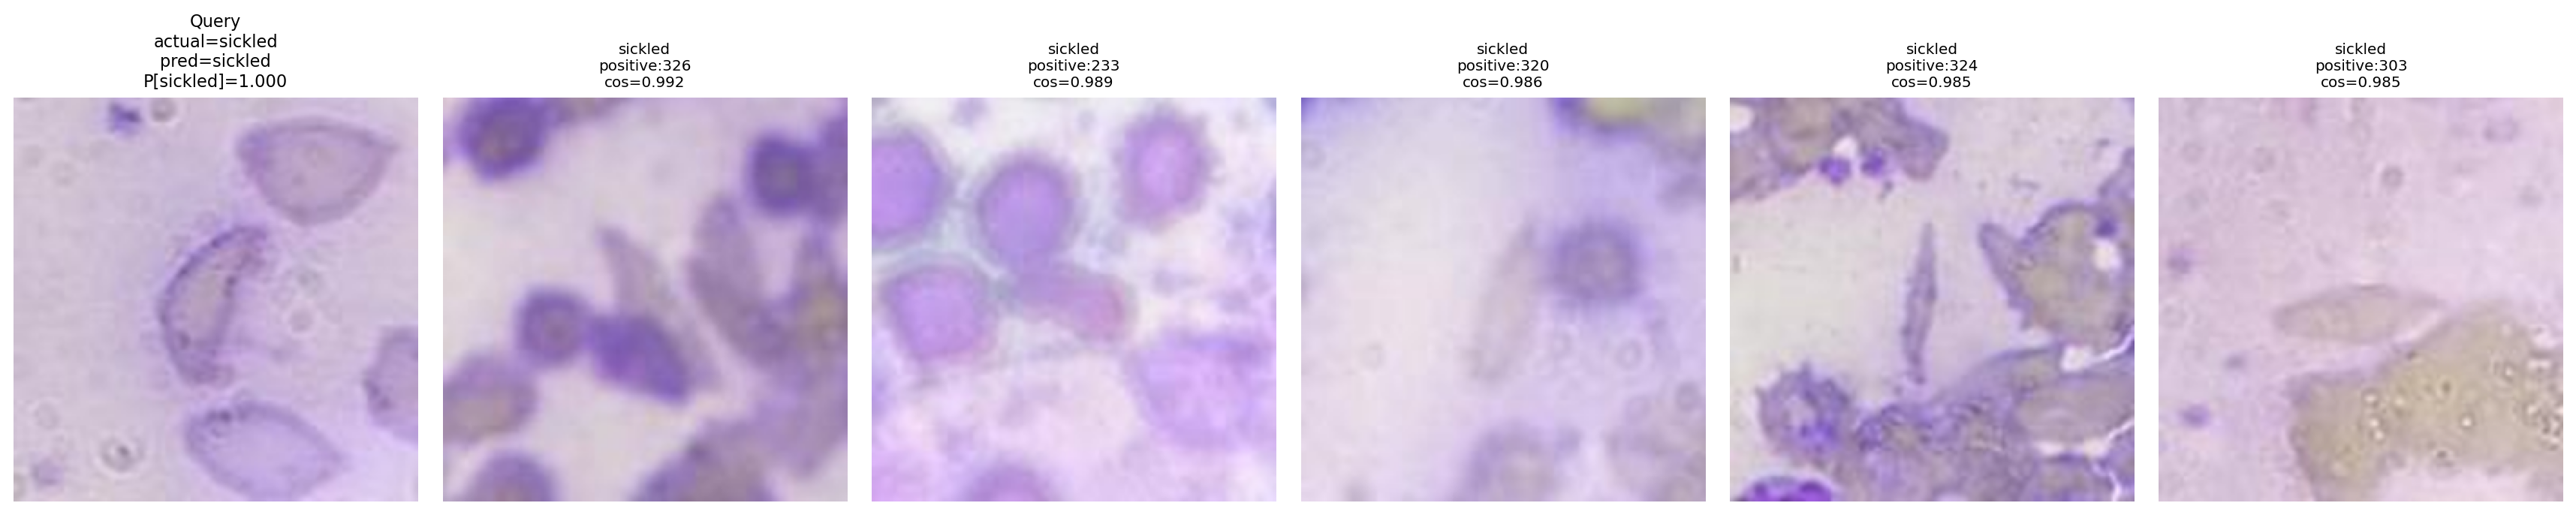 Query
actual=sickled
pred=sickled
P[sickled]=1.000
sickled
positive:326
cos=0.992
sickled
positive:233
cos=0.989
sickled
positive:320
cos=0.986
sickled
positive:324
cos=0.985
sickled
positive:303
cos=0.985